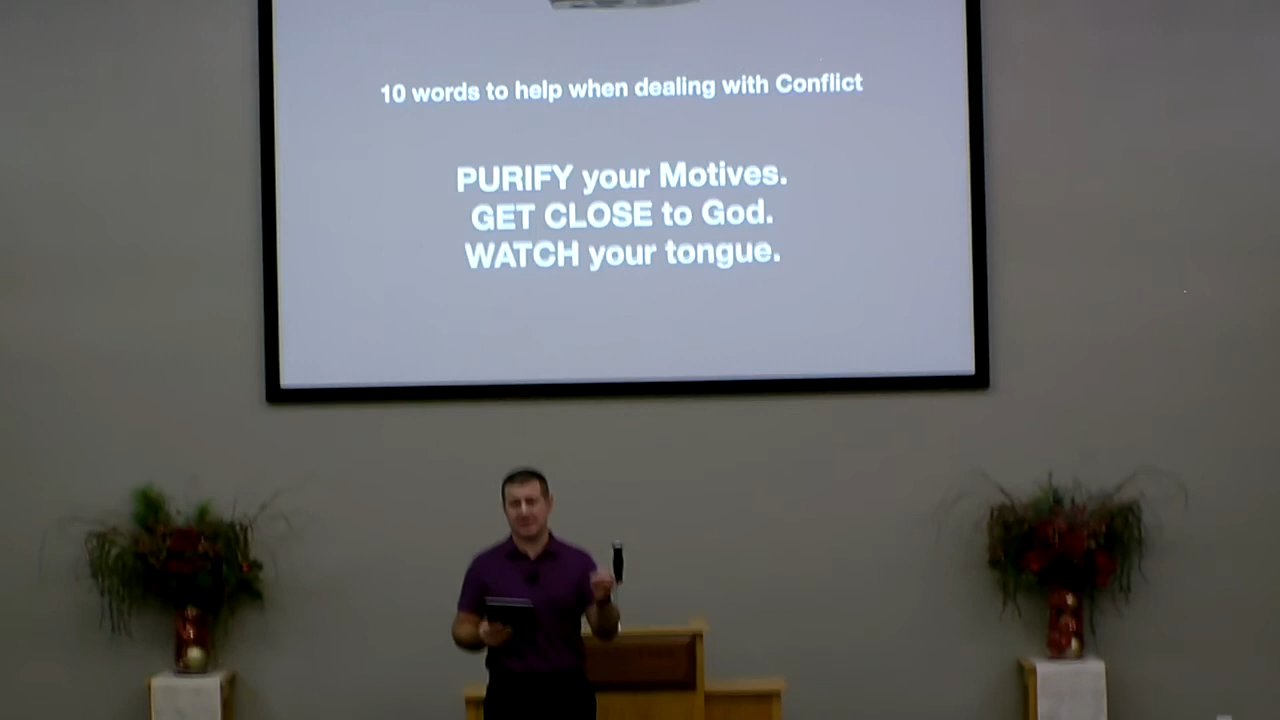 10 words to help when dealing with Conflict
PURIFY your Motives.
GET CLOSE to God.
WATCH your tongue.